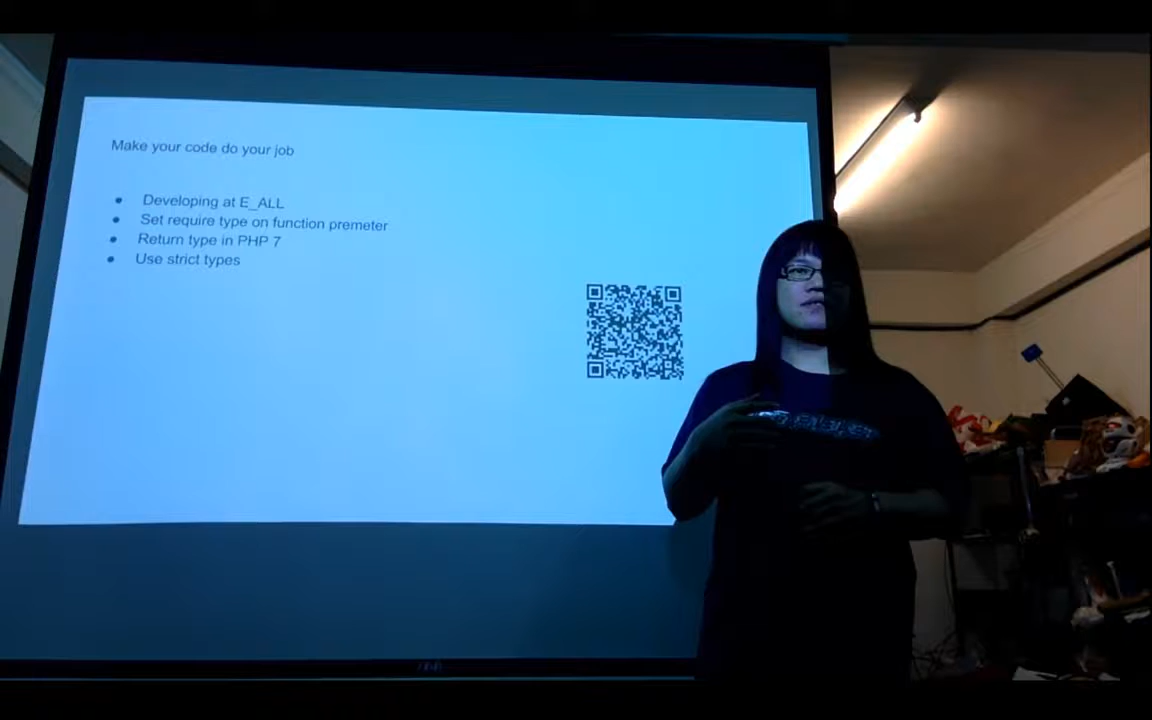 Make your code do your job
Developing at E_ALL
Set require type on function premeter
Return type in PHP 7
Use strict types